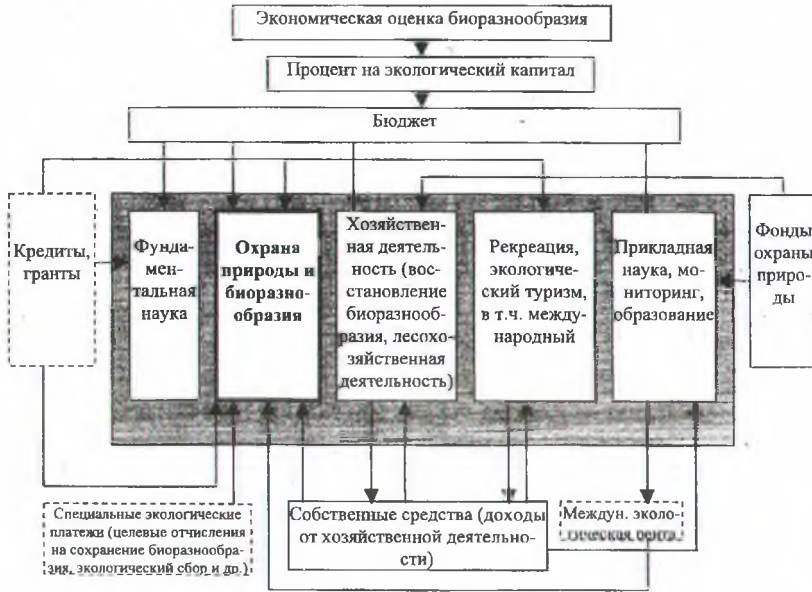 Экономическая оценка биоразнообразия
Процент на экологический капитал
Бюджет
Кредиты,
гранты
Фунда-
мен-
тальная
наука
Охрана
природы и
биоразно-
образия
Хозяйствен-
ная деятель-
ность (вос-
становление
биоразнооб-
разия, лесохо-
зяйственная
деятельность)
Рекреация,
экологиче-
ский туризм,
в т.ч. между-
народный
Прикладная
наука, мо-
ниторинг,
образование
Фонды
охраны
приро-
ды
Специальные экологические
платежи (целевые отчисления
на сохранение биоразнообра-
зия, экологический сбор и др.)
Собственные средства (доходы
от хозяйственной деятельно-
сти)
Междун. эколо-
гическая рента